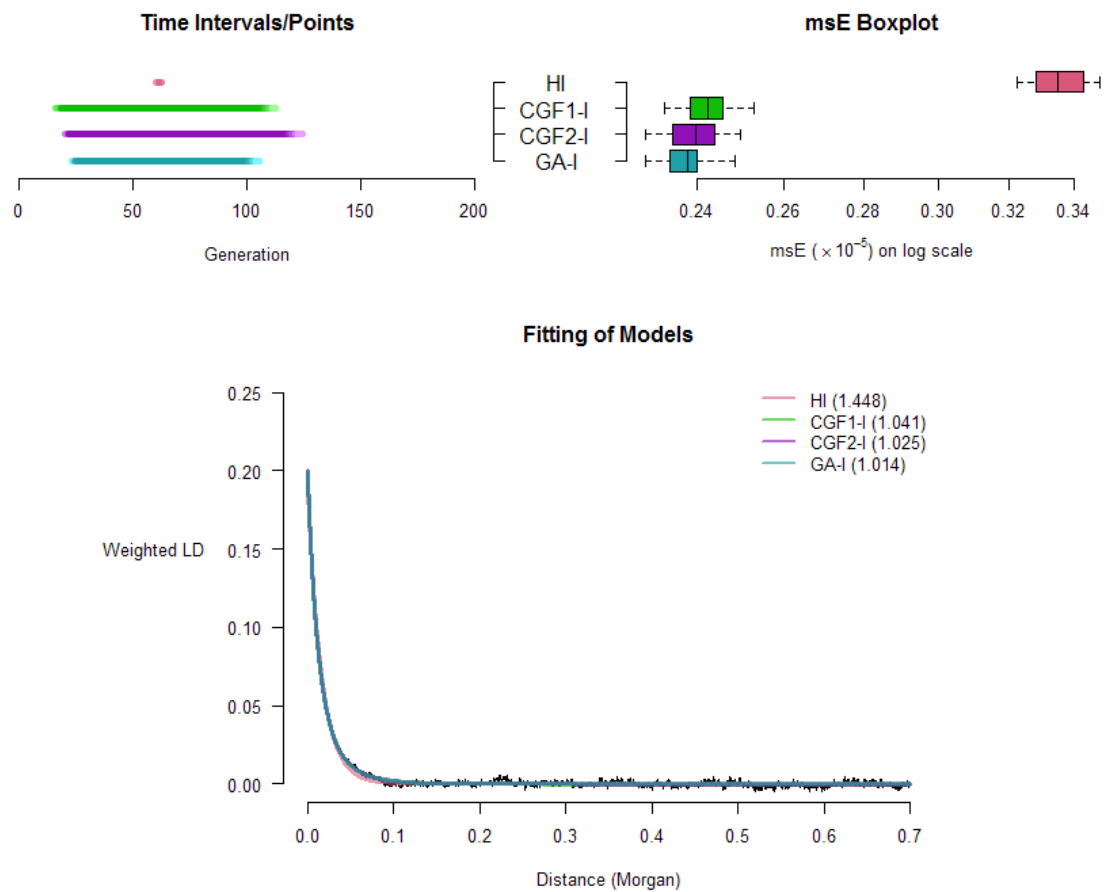 Time Intervals/Points
msE Boxplot
HI
CGF1-I
CGF2-I
GA-I
0 50 100 150 200
0.24 0.26 0.28 0.30 0.32 0.34
Generation
msE (×10⁻⁵) on log scale
Fitting of Models
HI (1.448)
CGF1-I (1.041)
CGF2-I (1.025)
GA-I (1.014)
Weighted LD
0.25
0.20
0.15
0.10
0.05
0.00
0.0 0.1 0.2 0.3 0.4 0.5 0.6 0.7
Distance (Morgan)